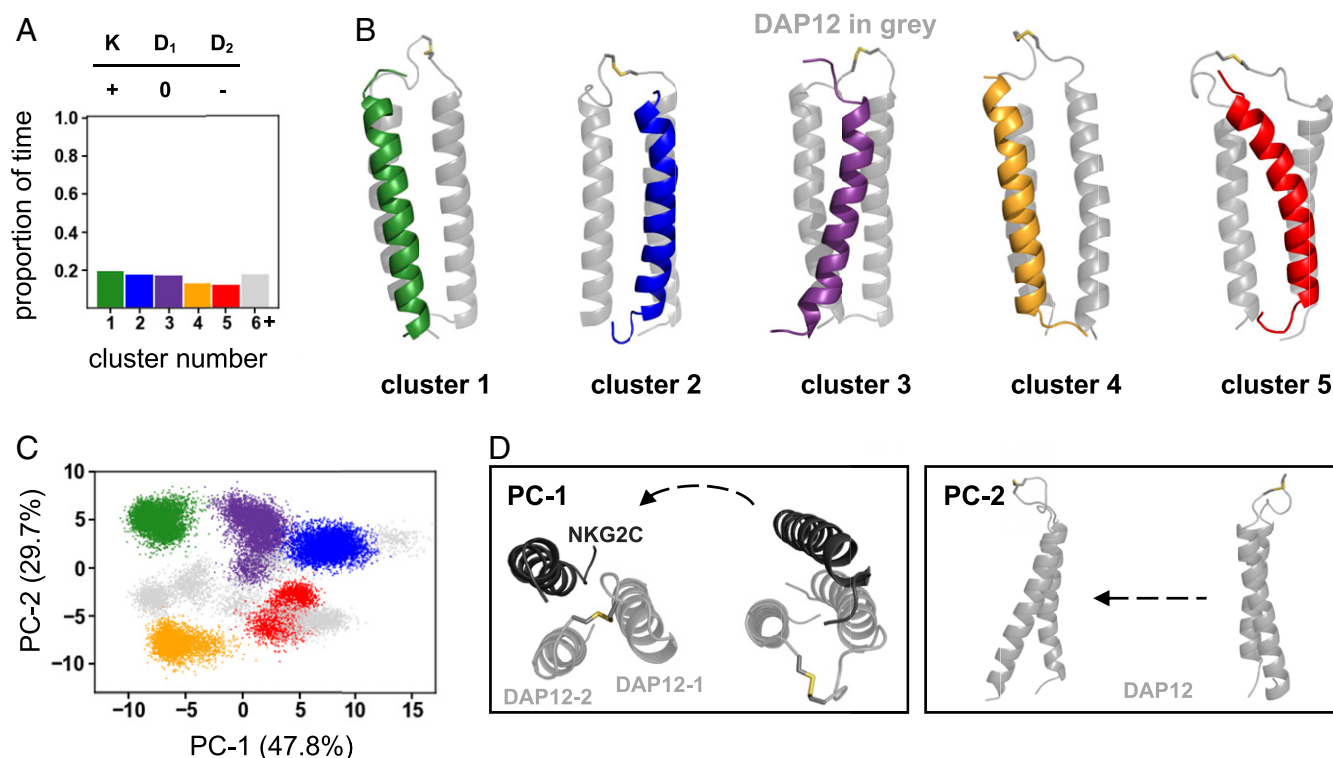 A
K D₁ D₂
+ 0 -
proportion of time
1.0
0.8
0.6
0.4
0.2
1 2 3 4 5 6+
cluster number
B
DAP12 in grey
cluster 1 cluster 2 cluster 3 cluster 4 cluster 5
C
PC-2 (29.7%)
10
5
0
−5
−10
−10 −5 0 5 10 15
PC-1 (47.8%)
D
PC-1
NKG2C
DAP12-2 DAP12-1
PC-2
DAP12